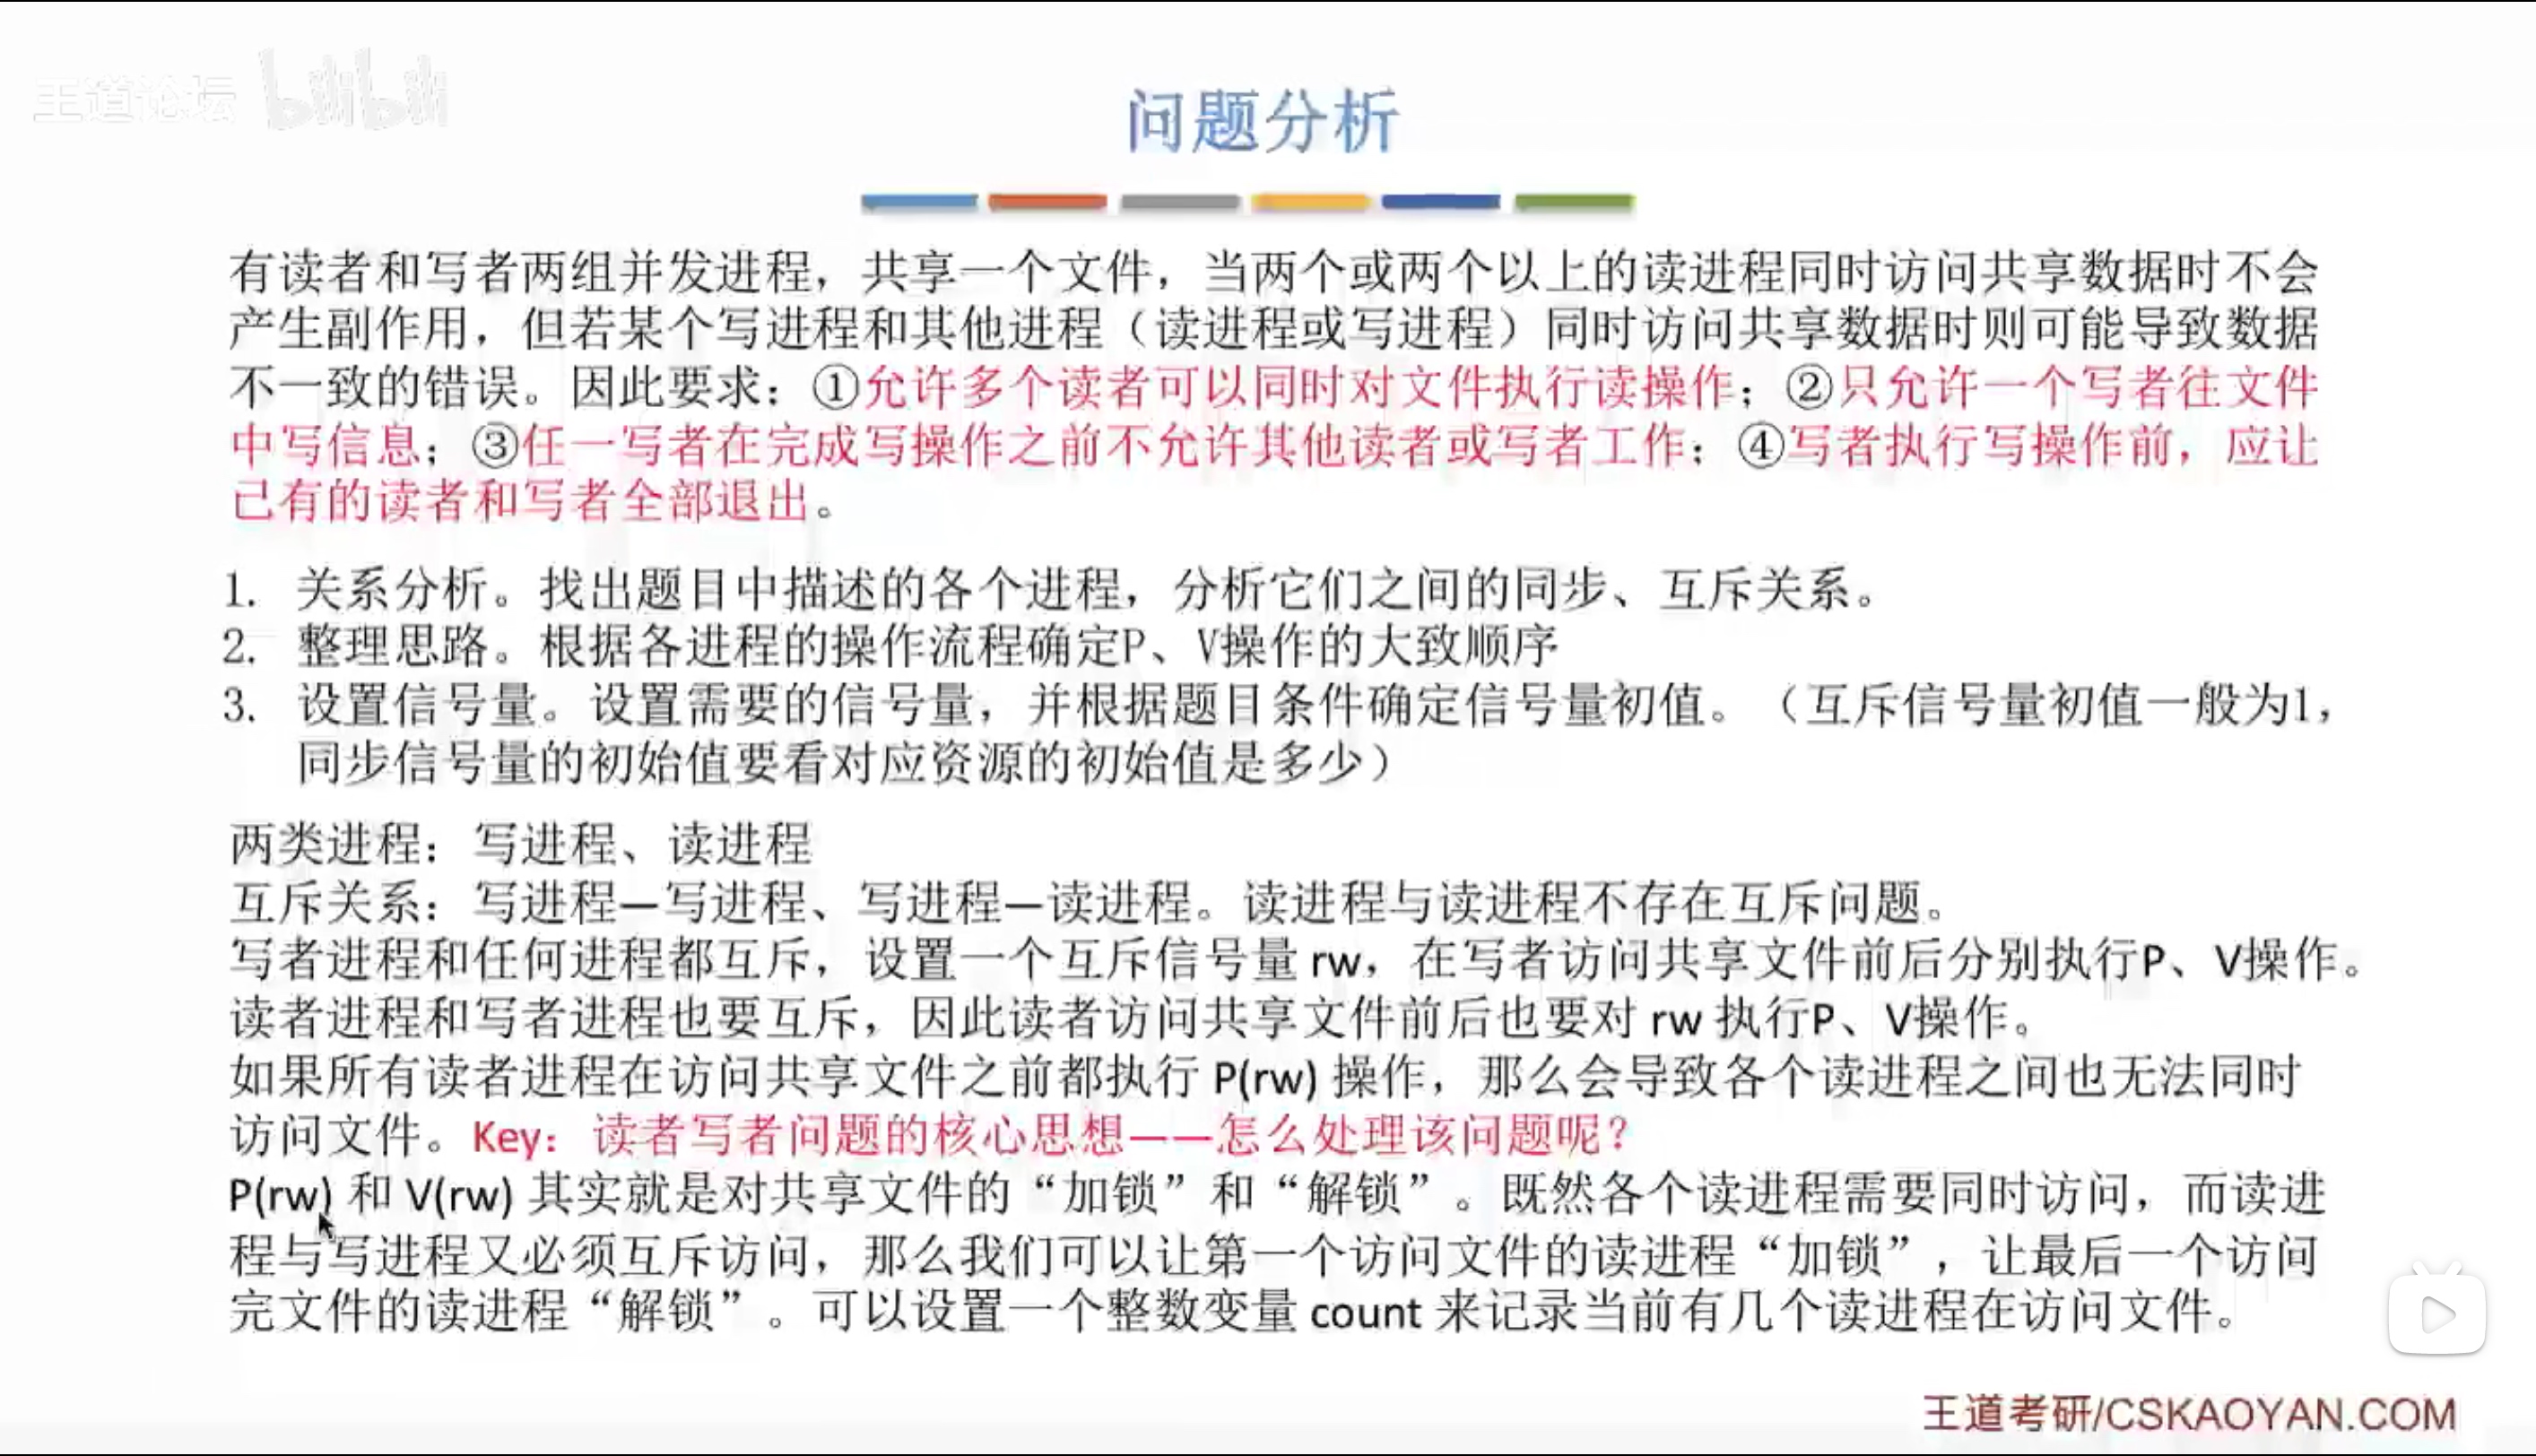 王道论坛 bilibili
问题分析
有读者和写者两组并发进程，共享一个文件，当两个或两个以上的读进程同时访问共享数据时不会
产生副作用，但若某个写进程和其他进程（读进程或写进程）同时访问共享数据时则可能导致数据
不一致的错误。因此要求：①允许多个读者可以同时对文件执行读操作；②只允许一个写者往文件
中写信息；③任一写者在完成写操作之前不允许其他读者或写者工作；④写者执行写操作前，应让
已有的读者和写者全部退出。
1. 关系分析。找出题目中描述的各个进程，分析它们之间的同步、互斥关系。
2. 整理思路。根据各进程的操作流程确定P、V操作的大致顺序
3. 设置信号量。设置需要的信号量，并根据题目条件确定信号量初值。（互斥信号量初值一般为1，
同步信号量的初始值要看对应资源的初始值是多少）
两类进程：写进程、读进程
互斥关系：写进程—写进程、写进程—读进程。读进程与读进程不存在互斥问题。
写者进程和任何进程都互斥，设置一个互斥信号量 rw，在写者访问共享文件前后分别执行P、V操作。
读者进程和写者进程也要互斥，因此读者访问共享文件前后也要对 rw 执行P、V操作。
如果所有读者进程在访问共享文件之前都执行 P(rw) 操作，那么会导致各个读进程之间也无法同时
访问文件。Key：读者写者问题的核心思想——怎么处理该问题呢？
P(rw) 和 V(rw) 其实就是对共享文件的“加锁”和“解锁”。既然各个读进程需要同时访问，而读进
程与写进程又必须互斥访问，那么我们可以让第一个访问文件的读进程“加锁”，让最后一个访问
完文件的读进程“解锁”。可以设置一个整数变量 count 来记录当前有几个读进程在访问文件。
王道考研/CSKAOYAN.COM